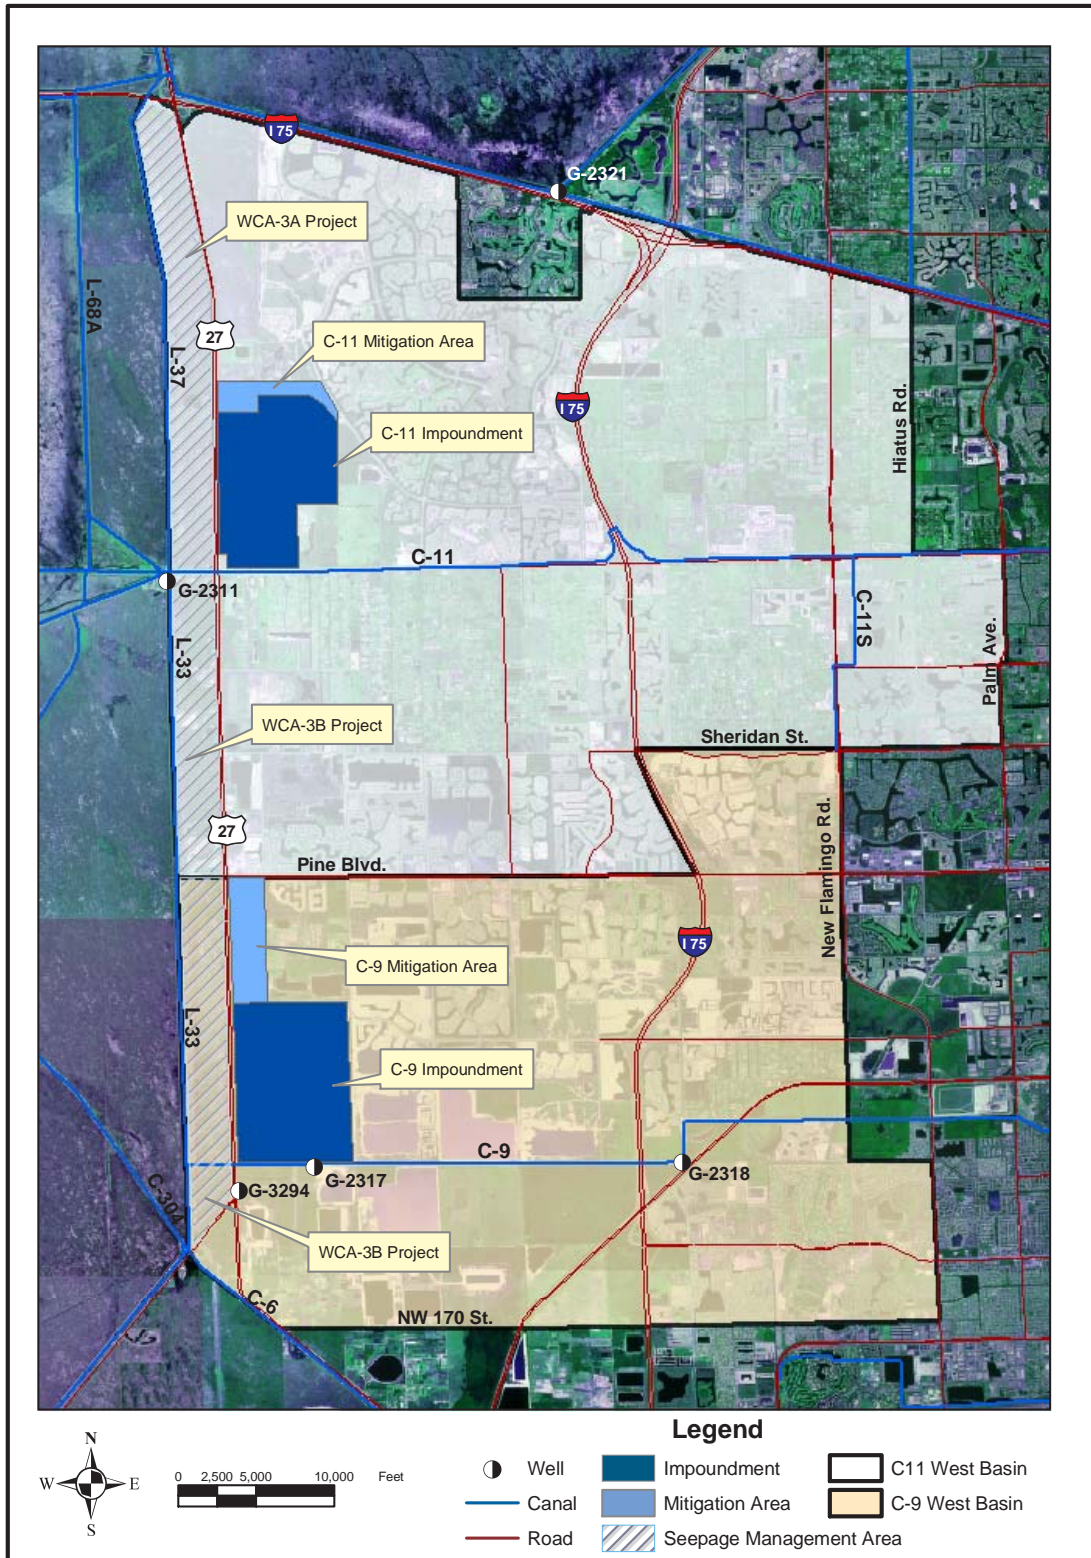 I 75
G-2321
WCA-3A Project
L-68A
27
C-11 Mitigation Area
L-37
I 75
C-11 Impoundment
Hiatus Rd.
C-11
G-2311
C-11S
L-33
Palm Ave.
WCA-3B Project
Sheridan St.
27
New Flamingo Rd.
Pine Blvd.
I 75
C-9 Mitigation Area
L-33
C-9 Impoundment
C-9
G-2317
G-2318
G-3294
C-304
WCA-3B Project
C-6
NW 170 St.
Legend
N
W E
S
0 2,500 5,000 10,000 Feet
Well
Canal
Road
Impoundment
Mitigation Area
Seepage Management Area
C11 West Basin
C-9 West Basin